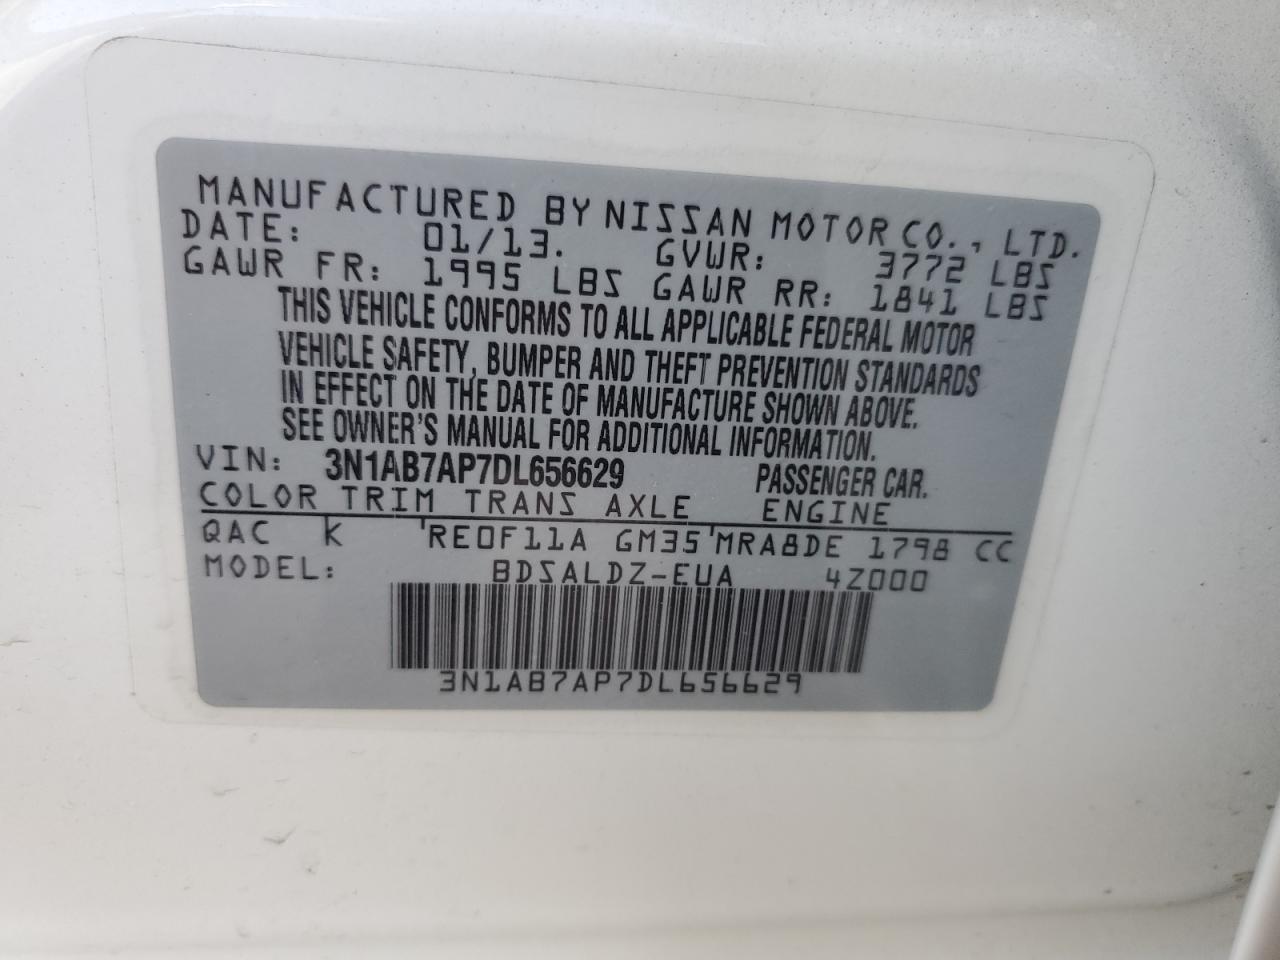 MANUFACTURED BY NISSAN MOTOR CO., LTD.
DATE: 01/13. GVWR: 3772 LBS
GAWR FR: 1995 LBS GAWR RR: 1841 LBS
THIS VEHICLE CONFORMS TO ALL APPLICABLE FEDERAL MOTOR
VEHICLE SAFETY, BUMPER AND THEFT PREVENTION STANDARDS
IN EFFECT ON THE DATE OF MANUFACTURE SHOWN ABOVE.
SEE OWNER'S MANUAL FOR ADDITIONAL INFORMATION.
VIN: 3N1AB7AP7DL656629 PASSENGER CAR.
COLOR TRIM TRANS AXLE ENGINE
QAC K 'RE0F11A GM35'MRA8DE 1798 CC
MODEL: BDSALDZ-EUA 4Z000
3N1AB7AP7DL656629